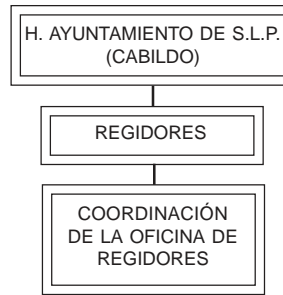 H. AYUNTAMIENTO DE S.L.P.
(CABILDO)
REGIDORES
COORDINACIÓN
DE LA OFICINA DE
REGIDORES